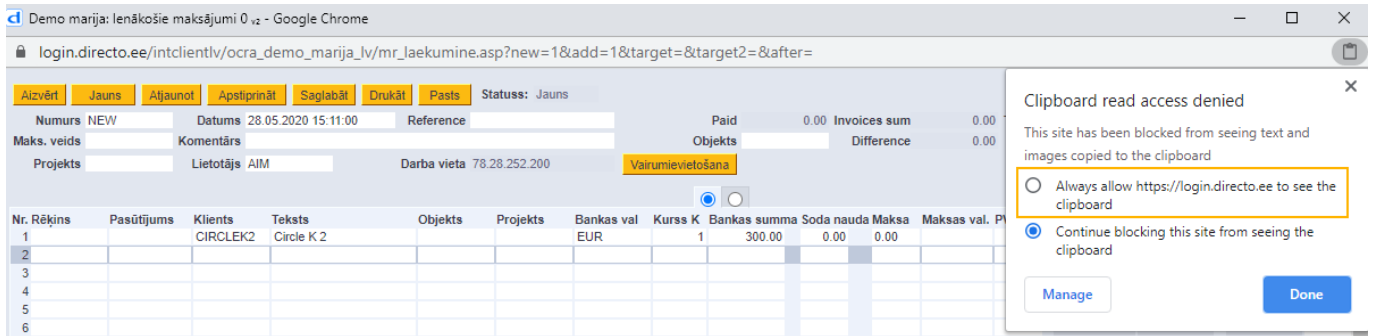 Demo marija: Ienākošie maksājumi 0 v2 - Google Chrome
login.directo.ee/intclientlv/ocra_demo_marija_lv/mr_laekumine.asp?new=1&add=1&target=&target2=&after=
Aizvērt Jauns Atjaunot Apstiprināt Saglabāt Drukāt Pasts Statuss: Jauns
Numurs NEW Datums 28.05.2020 15:11:00 Reference Paid 0.00 Invoices sum 0.00
Maks. veids Komentārs Objekts Difference 0.00
Projekts Lietotājs AIM Darba vieta 78.28.252.200 Vairumievietošana
Nr. Rēķins Pasūtījums Klients Teksts Objekts Projekts Bankas val Kurss K Bankas summa Soda nauda Maksa Maksas val.
1 CIRCLEK2 Circle K 2 EUR 1 300.00 0.00 0.00
2
3
4
5
6
Clipboard read access denied
This site has been blocked from seeing text and
images copied to the clipboard
Always allow https://login.directo.ee to see the
clipboard
Continue blocking this site from seeing the
clipboard
Manage Done